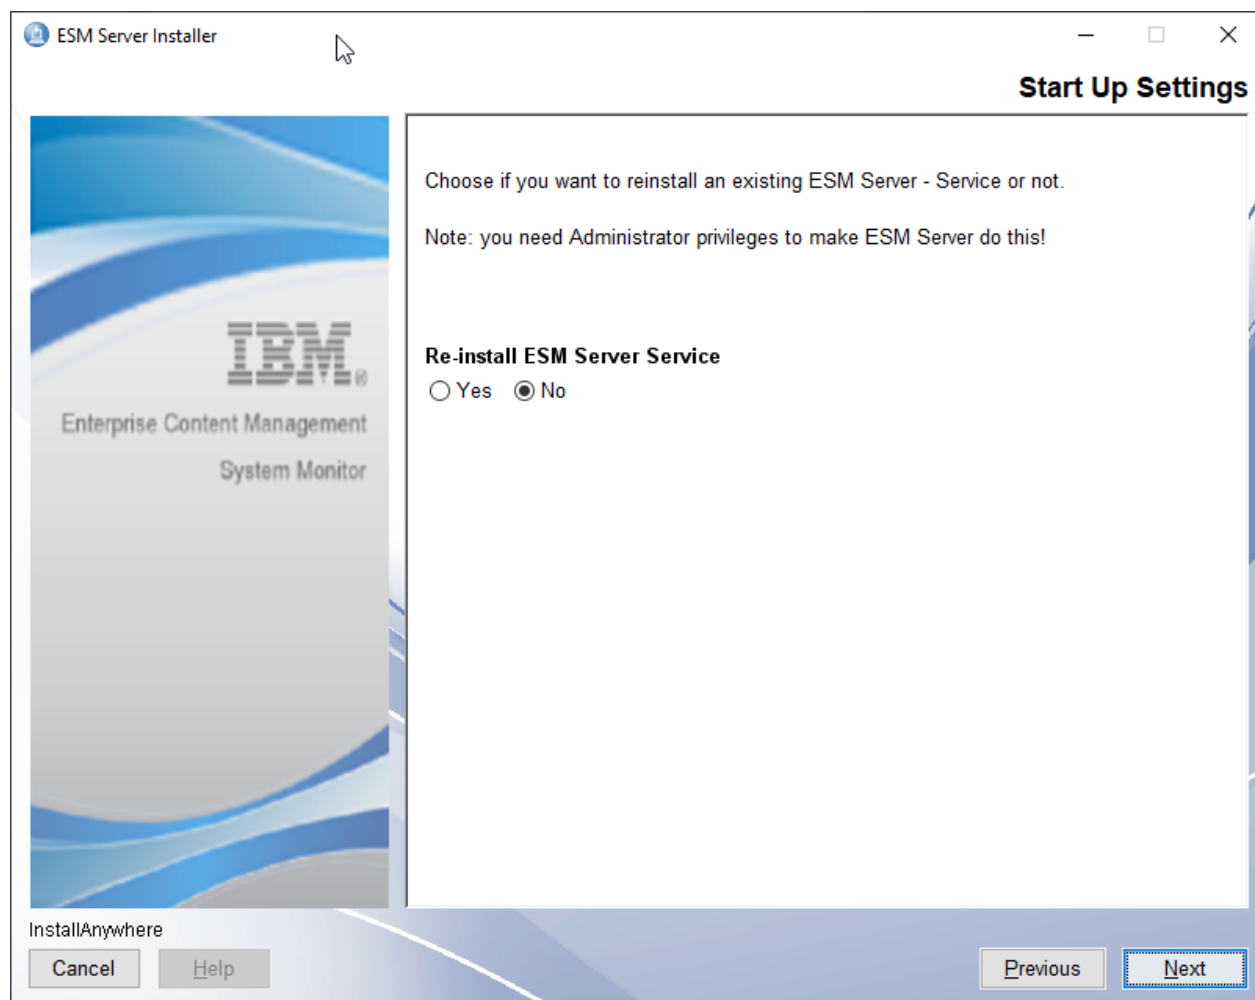 ESM Server Installer
Start Up Settings
Choose if you want to reinstall an existing ESM Server - Service or not.
Note: you need Administrator privileges to make ESM Server do this!
IBM®
Enterprise Content Management
System Monitor
Re-install ESM Server Service
Yes No
InstallAnywhere
Cancel Help Previous Next